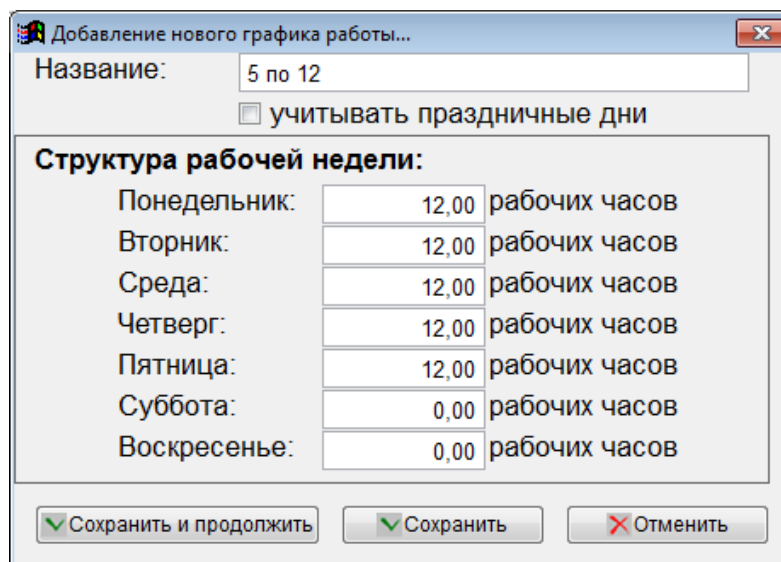 Добавление нового графика работы...
Название: 5 по 12
учитывать праздничные дни
Структура рабочей недели:
Понедельник: 12,00 рабочих часов
Вторник: 12,00 рабочих часов
Среда: 12,00 рабочих часов
Четверг: 12,00 рабочих часов
Пятница: 12,00 рабочих часов
Суббота: 0,00 рабочих часов
Воскресенье: 0,00 рабочих часов
Сохранить и продолжить Сохранить Отменить